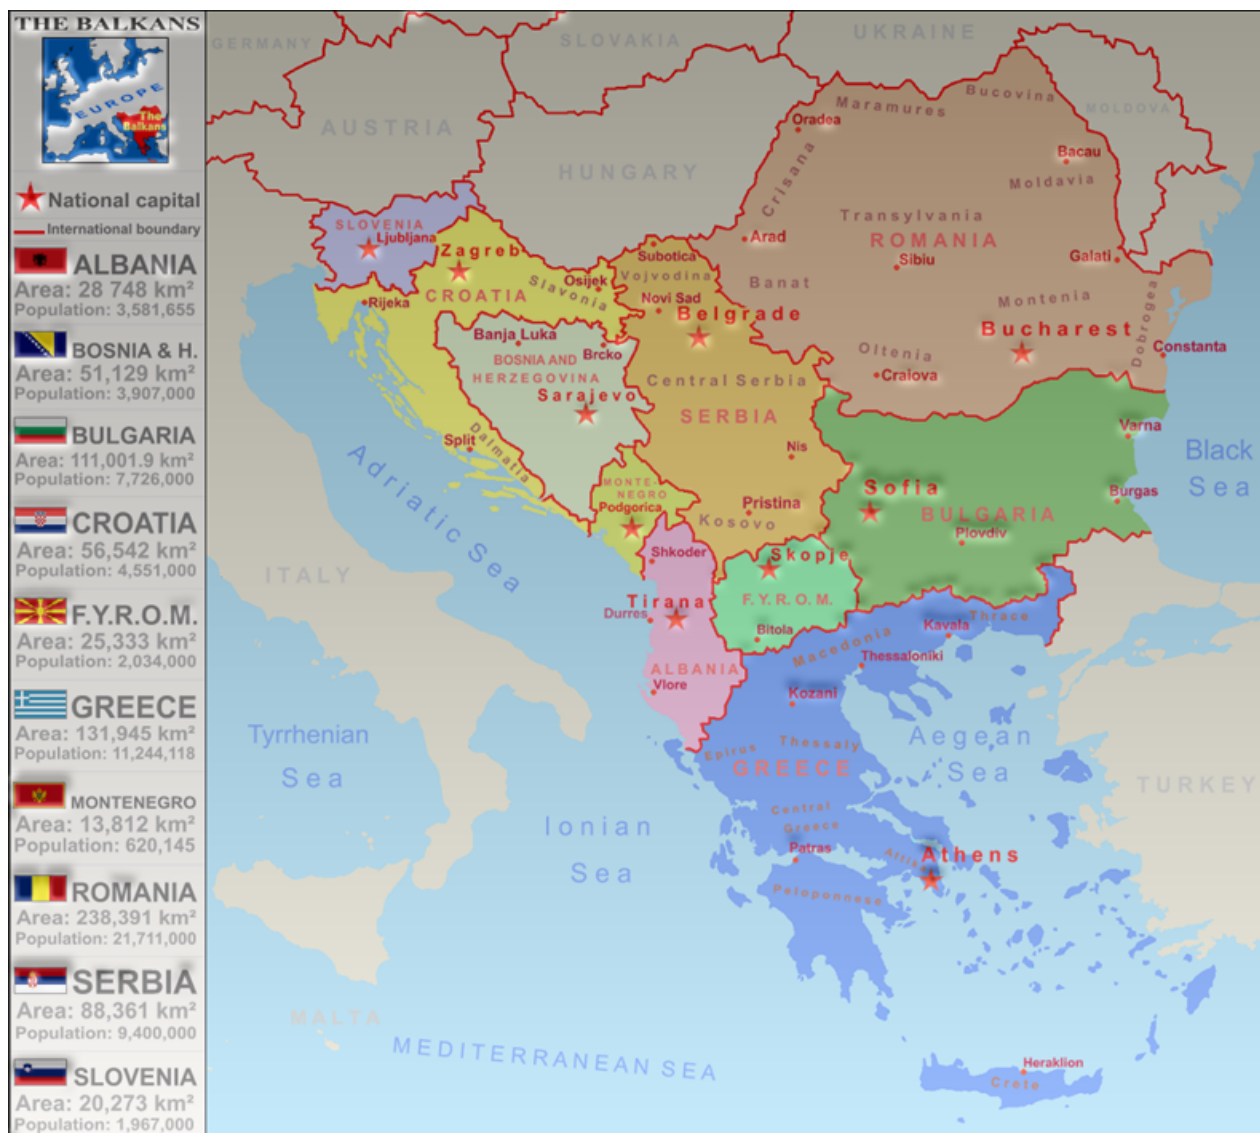 THE BALKANS
EUROPE
The
Balkans
National capital
International boundary
ALBANIA
Area: 28 748 km²
Population: 3,581,655
BOSNIA & H.
Area: 51,129 km²
Population: 3,907,000
BULGARIA
Area: 111,001.9 km²
Population: 7,726,000
CROATIA
Area: 56,542 km²
Population: 4,551,000
F.Y.R.O.M.
Area: 25,333 km²
Population: 2,034,000
GREECE
Area: 131,945 km²
Population: 11,244,118
MONTENEGRO
Area: 13,812 km²
Population: 620,145
ROMANIA
Area: 238,391 km²
Population: 21,711,000
SERBIA
Area: 88,361 km²
Population: 9,400,000
SLOVENIA
Area: 20,273 km²
Population: 1,967,000
GERMANY
SLOVAKIA
UKRAINE
MOLDOVA
AUSTRIA
HUNGARY
Maramures
Bucovina
Oradea
Crisana
Bacau
Moldavia
Transylvania
ROMANIA
Arad
Sibiu
Galati
Banat
Montenia
Bucharest
Dobrogea
Constanta
Oltenia
Craiova
SLOVENIA
Ljubljana
Zagreb
CROATIA
Rijeka
Slavonia
Osijek
Subotica
Vojvodina
Novi Sad
Belgrade
Banja Luka
Brcko
BOSNIA AND
HERZEGOVINA
Sarajevo
Central Serbia
SERBIA
Nis
Split
Dalmatia
MONTE-
NEGRO
Podgorica
Pristina
Kosovo
Sofia
BULGARIA
Plovdiv
Varna
Burgas
Black
Sea
Adriatic Sea
ITALY
Shkoder
Tirana
Durres
ALBANIA
Vlore
Skopje
F.Y.R.O.M.
Bitola
Macedonia
Kavala
Thrace
Thessaloniki
Kozani
Epirus
Thessaly
GREECE
Aegean
Sea
TURKEY
Tyrrhenian
Sea
Ionian
Sea
Central
Greece
Patras
Attika
Athens
Peloponnese
MALTA
MEDITERRANEAN SEA
Heraklion
Crete